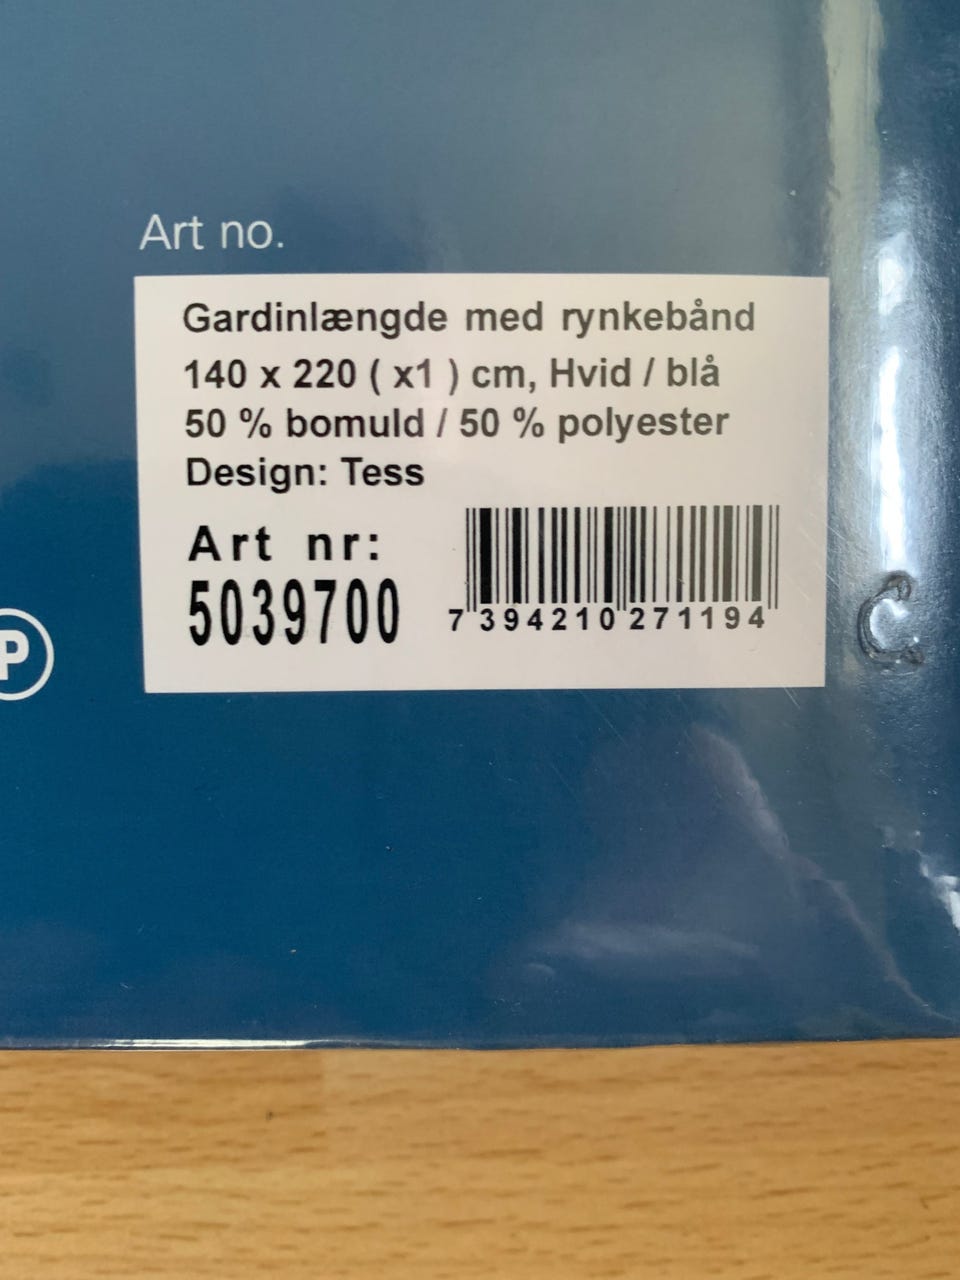 Art no.
Gardinlængde med rynkebånd
140 x 220 ( x1 ) cm, Hvid / blå
50 % bomuld / 50 % polyester
Design: Tess
Art nr:
5039700
7 394210 271194
P
C